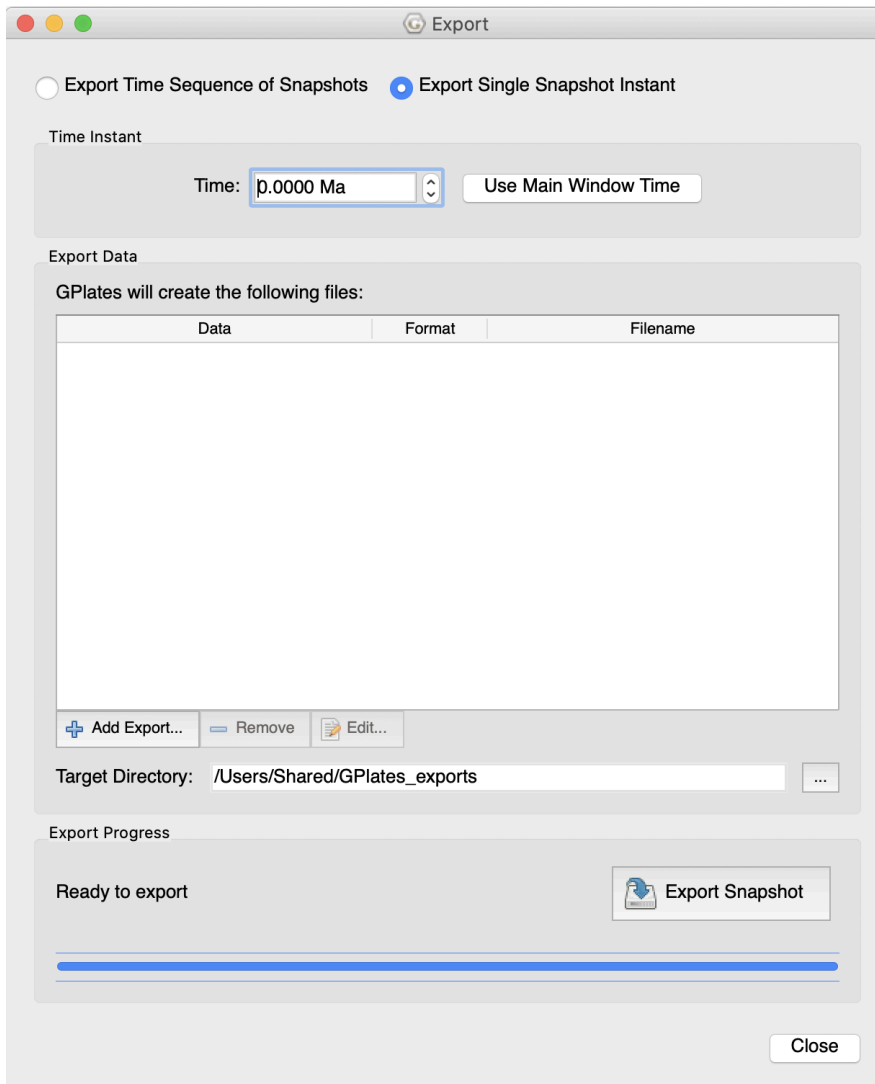 Export
Export Time Sequence of Snapshots Export Single Snapshot Instant
Time Instant
Time: 0.0000 Ma Use Main Window Time
Export Data
GPlates will create the following files:
Data Format Filename
Add Export... Remove Edit...
Target Directory: /Users/Shared/GPlates_exports ...
Export Progress
Ready to export Export Snapshot
Close